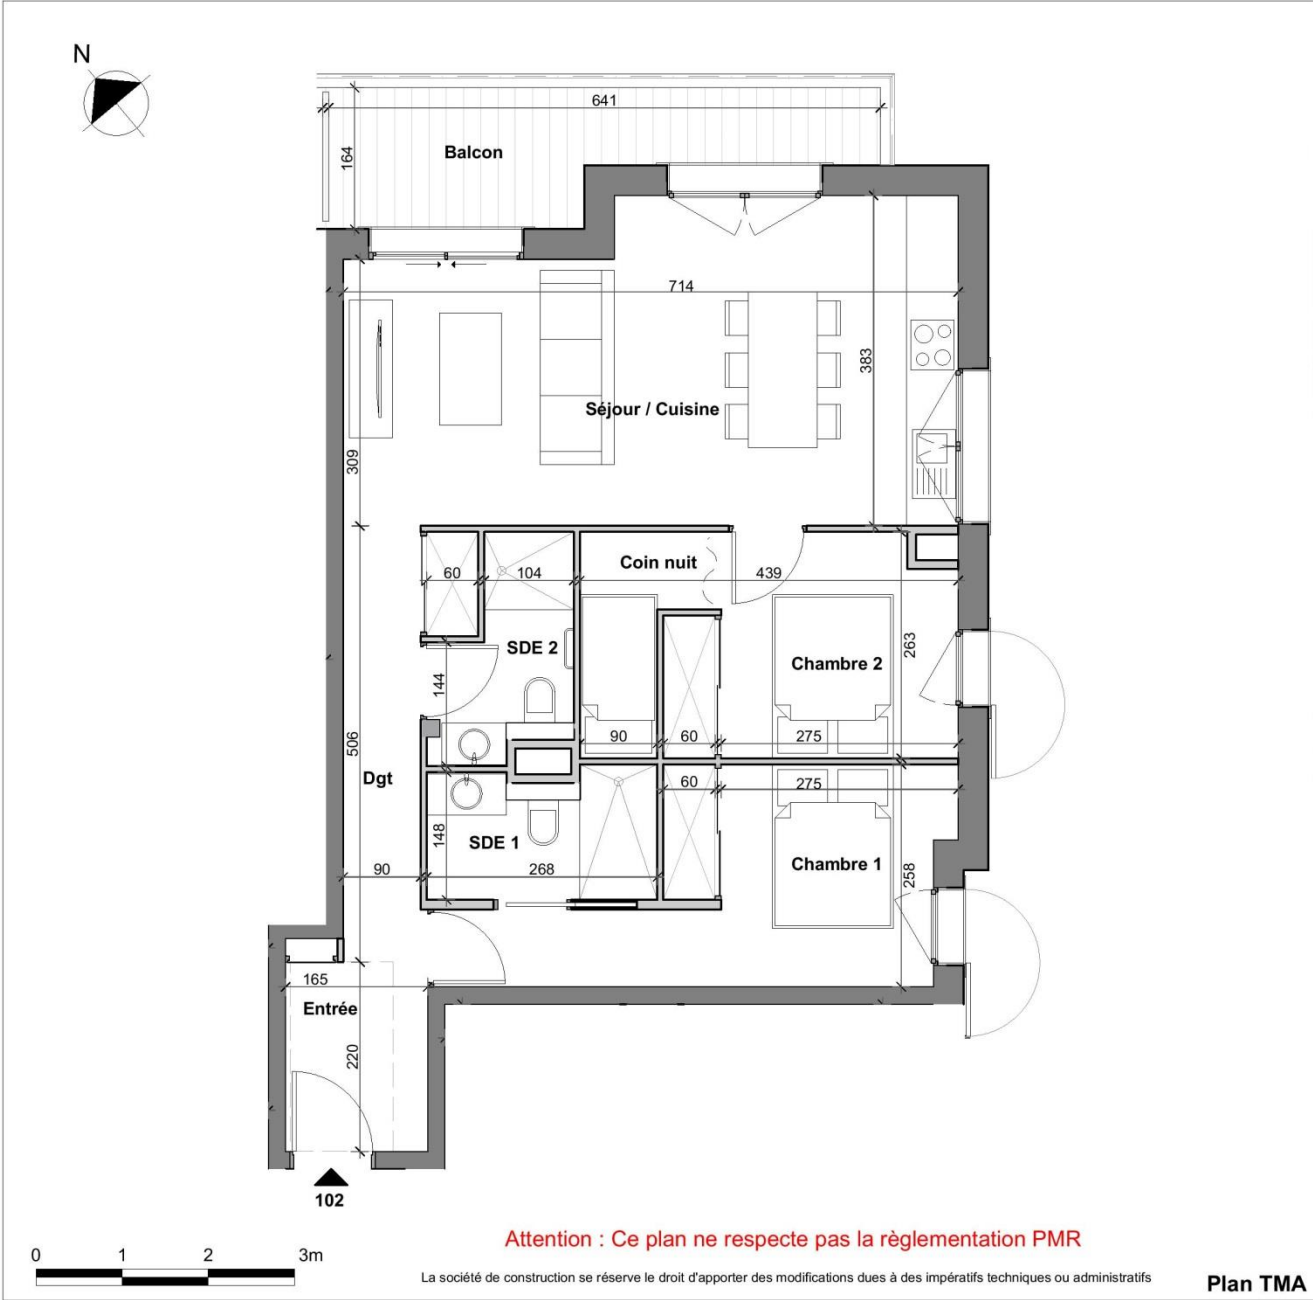 N
641
164
Balcon
714
383
Séjour / Cuisine
309
Coin nuit
60
104
439
SDE 2
263
Chambre 2
144
506
90
60
275
Dgt
60
275
148
SDE 1
Chambre 1
258
90
268
165
Entrée
220
102
Attention : Ce plan ne respecte pas la règlementation PMR
0 1 2 3m
La société de construction se réserve le droit d'apporter des modifications dues à des impératifs techniques ou administratifs
Plan TMA